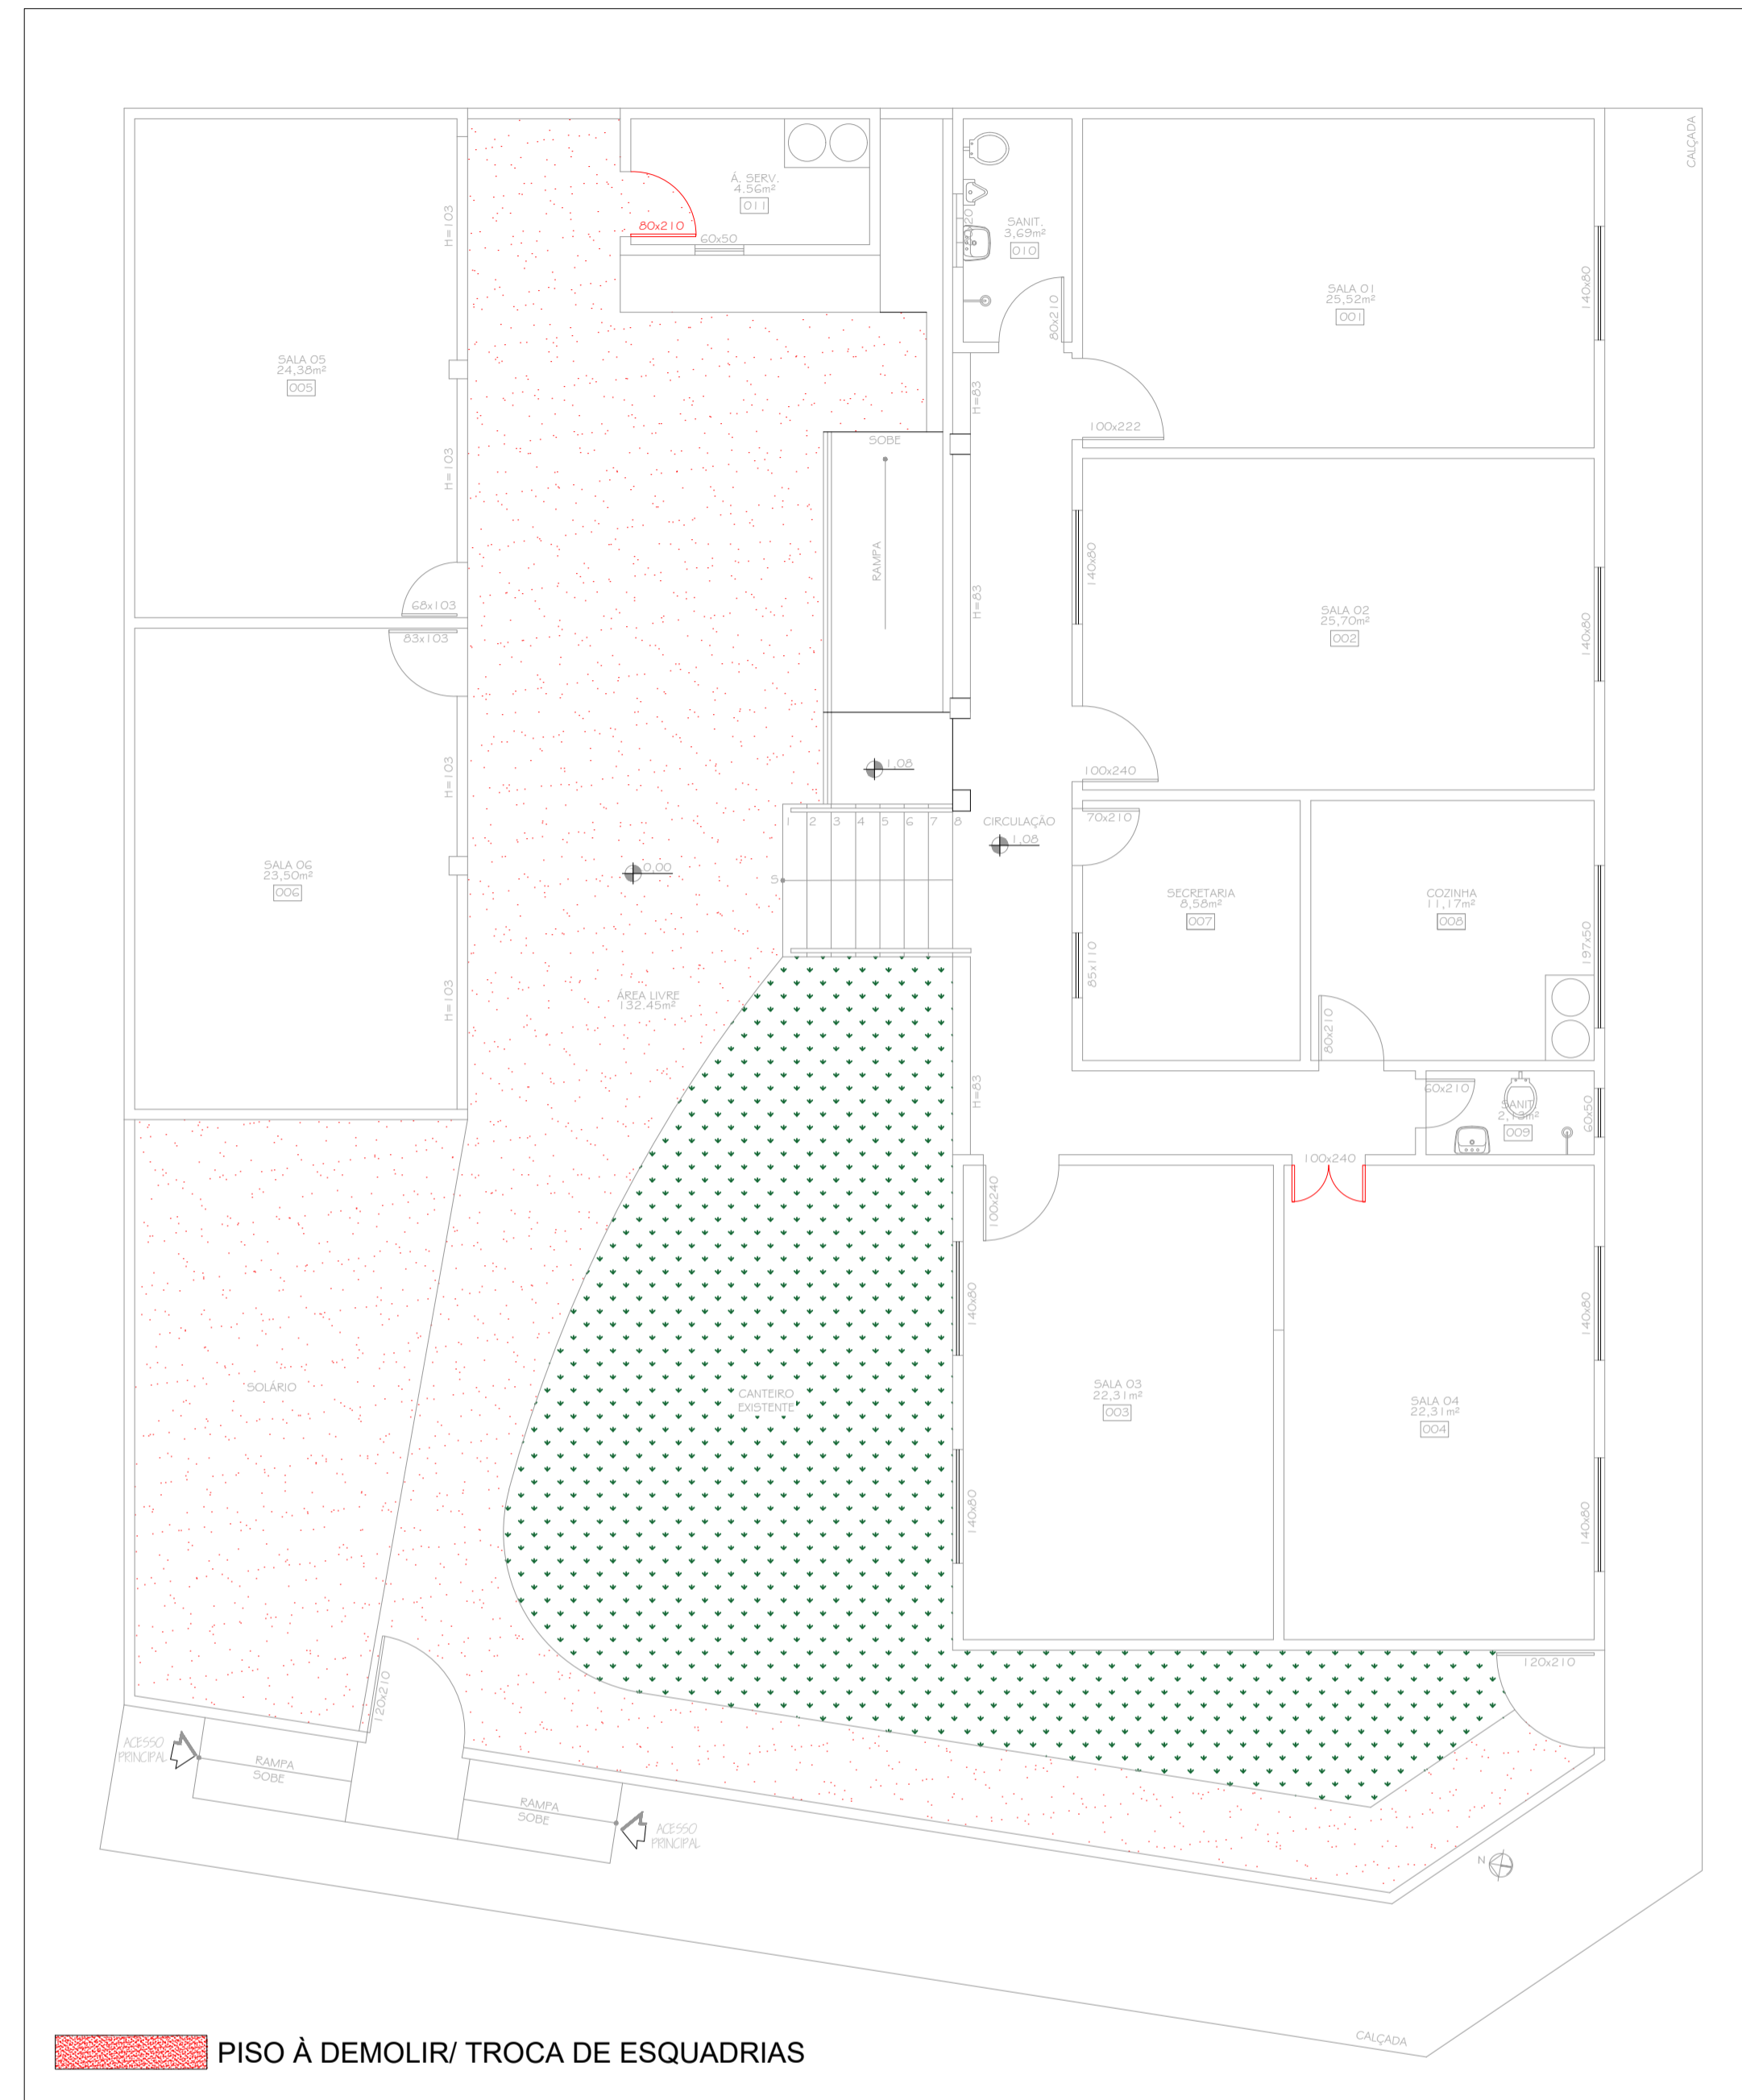 CALÇADA
Á. SERV.
4.56m²
011
80x210
60x50
SANIT.
3,69m²
010
80x210
SALA 01
25,52m²
001
140x80
H=103
SALA 05
24,38m²
005
H=103
68x103
83x103
100x222
H=83
SOBE
RAMPA
H=83
140x80
SALA 02
25,70m²
002
140x80
100x240
1,08
H=103
SALA 06
23,50m²
006
0,00
1 2 3 4 5 6 7 8
S
CIRCULAÇÃO
1,08
70x210
SECRETARIA
8,58m²
007
85x110
COZINHA
11,17m²
008
197x50
80x210
H=103
ÁREA LIVRE
132.45m²
H=83
60x210
SANIT.
2,13m²
009
60x50
100x240
100x240
140x80
140x80
SOLÁRIO
CANTEIRO
EXISTENTE
SALA 03
22,31m²
003
SALA 04
22,31m²
004
140x80
140x80
120x210
120x210
ACESSO
PRINCIPAL
RAMPA
SOBE
RAMPA
SOBE
ACESSO
PRINCIPAL
N
CALÇADA
PISO À DEMOLIR/ TROCA DE ESQUADRIAS